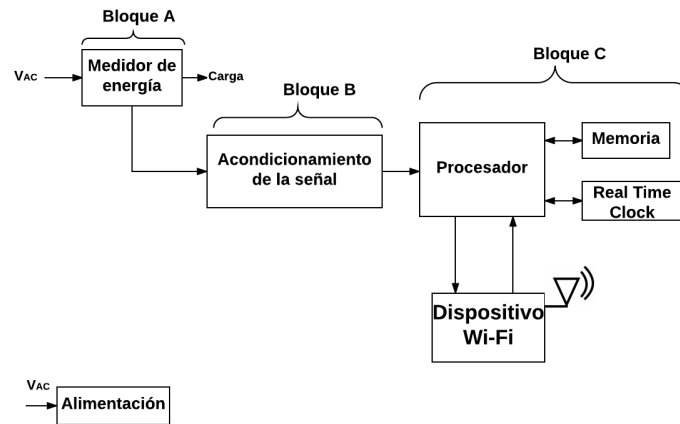 Bloque A
VAC
Medidor de
energía
Carga
Bloque B
Acondicionamiento
de la señal
Bloque C
Procesador
Memoria
Real Time
Clock
Dispositivo
Wi-Fi
VAC
Alimentación